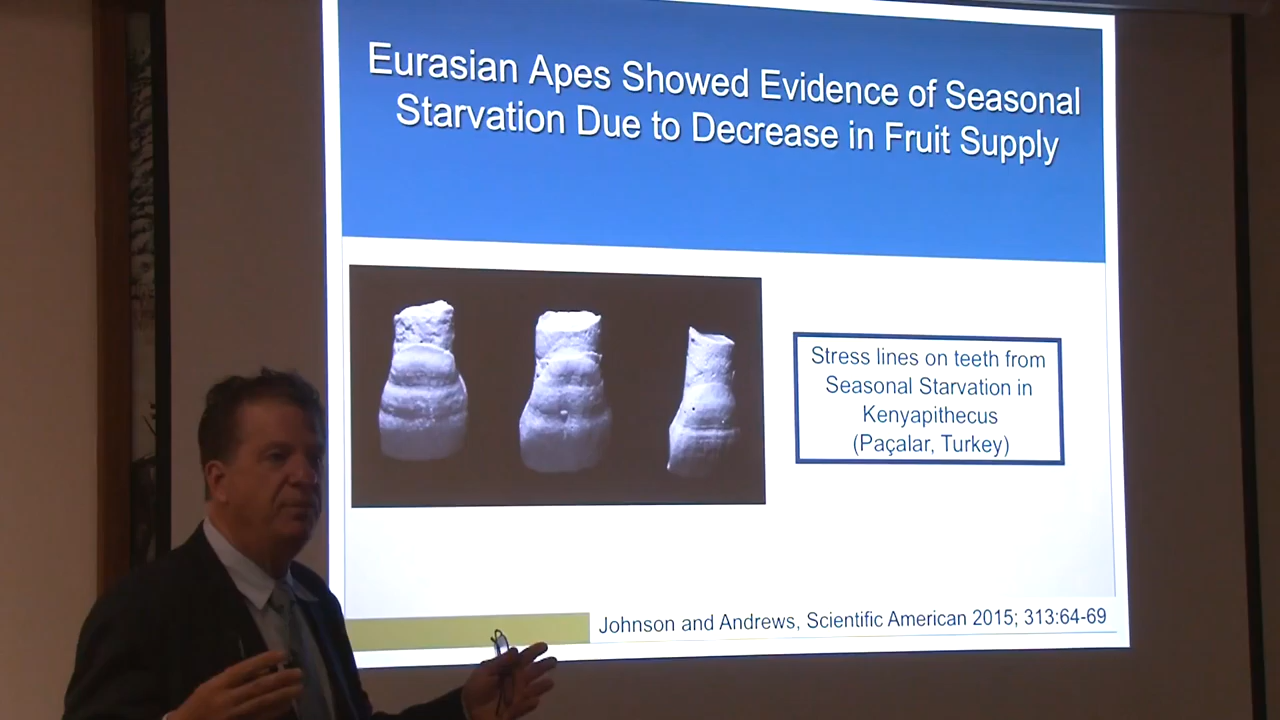 Eurasian Apes Showed Evidence of Seasonal
Starvation Due to Decrease in Fruit Supply
Stress lines on teeth from
Seasonal Starvation in
Kenyapithecus
(Paçalar, Turkey)
Johnson and Andrews, Scientific American 2015; 313:64-69